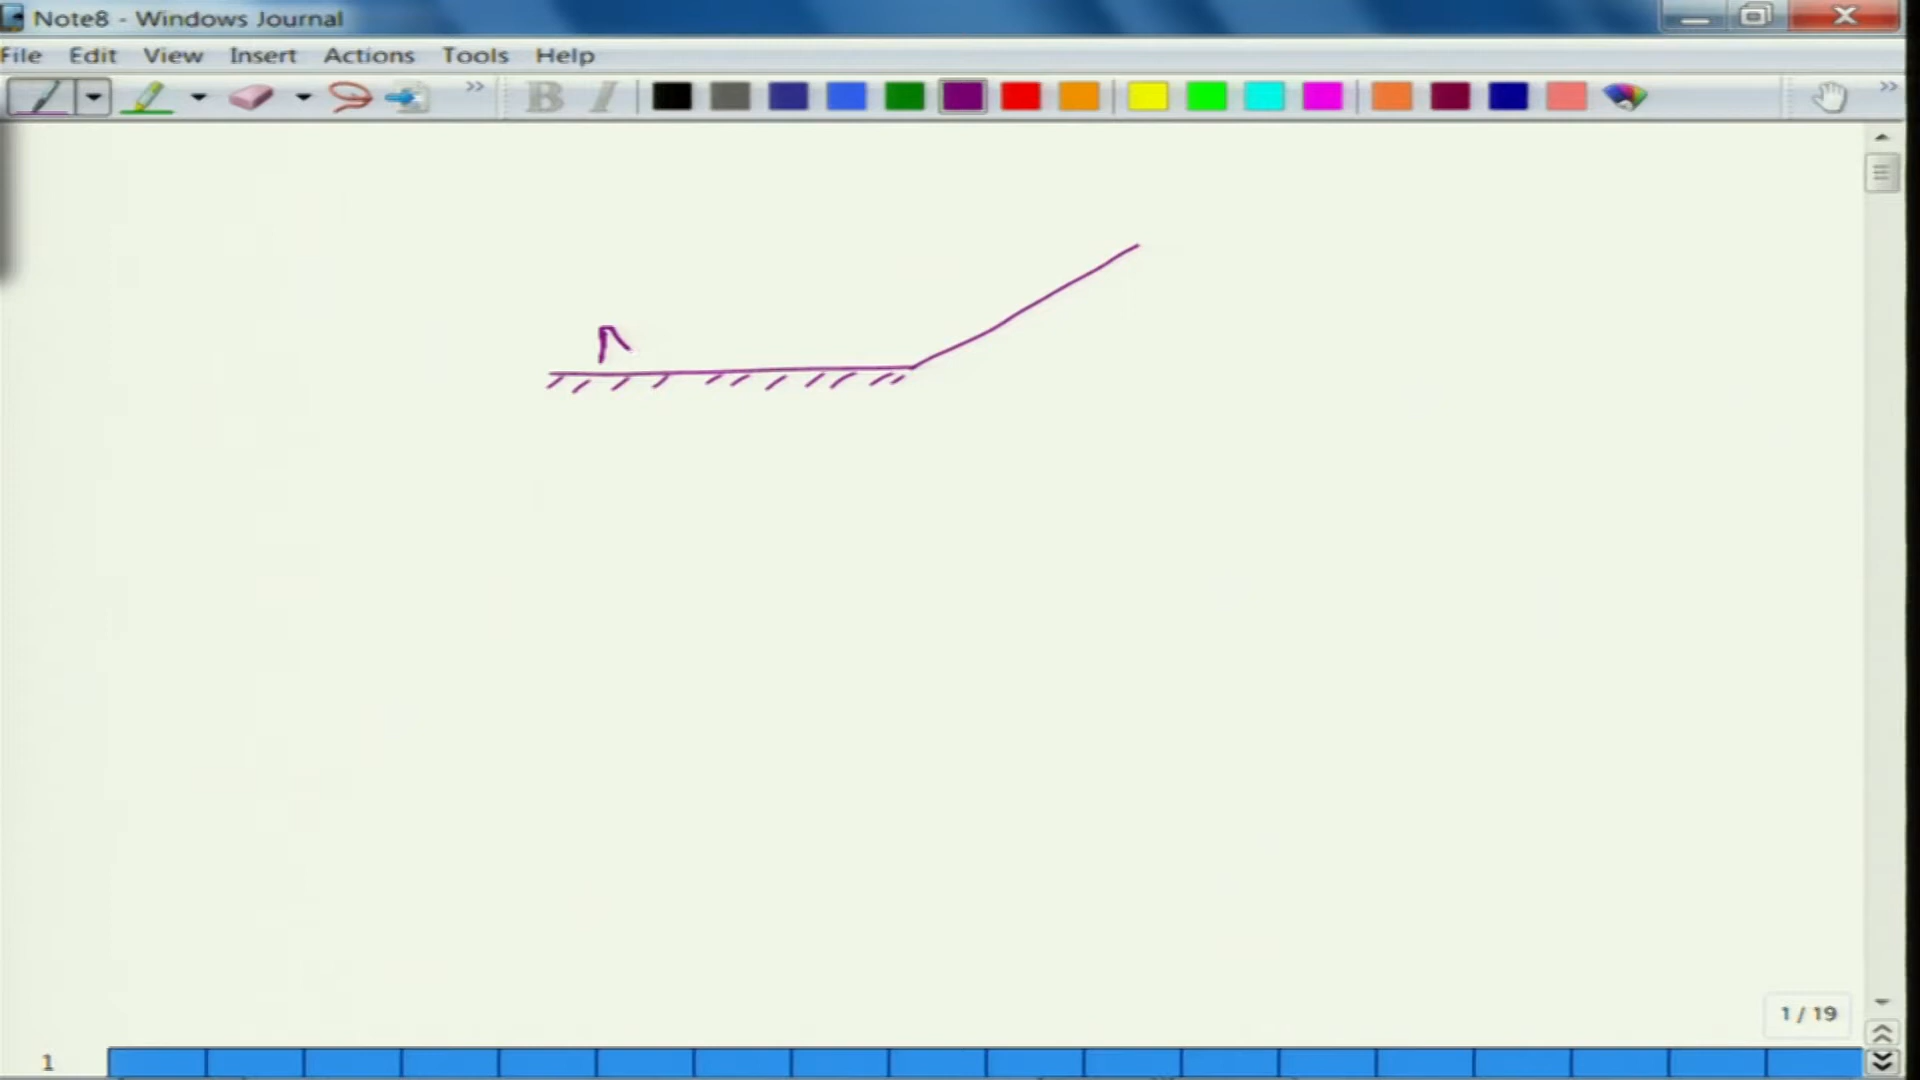 Note8 - Windows Journal
File Edit View Insert Actions Tools Help
B I
1 / 19
1